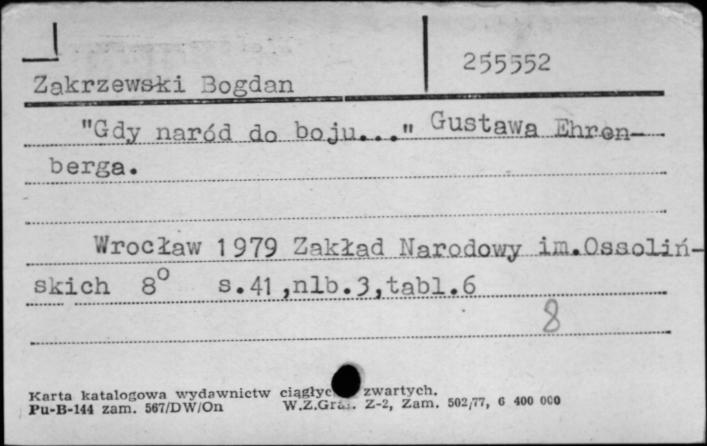 255552
Zakrzewski Bogdan
"Gdy naród do boju..." Gustawa Ehren-
berga.
Wrocław 1979 Zakład Narodowy im.Ossoliń-
skich 8° s.41,nlb.3,tabl.6
8
Karta katalogowa wydawnictw zwartych.
Pu-B-144 zam. 567/DW/On W.Z.Graf. Z-2, Zam. 502/77, 6 400 000